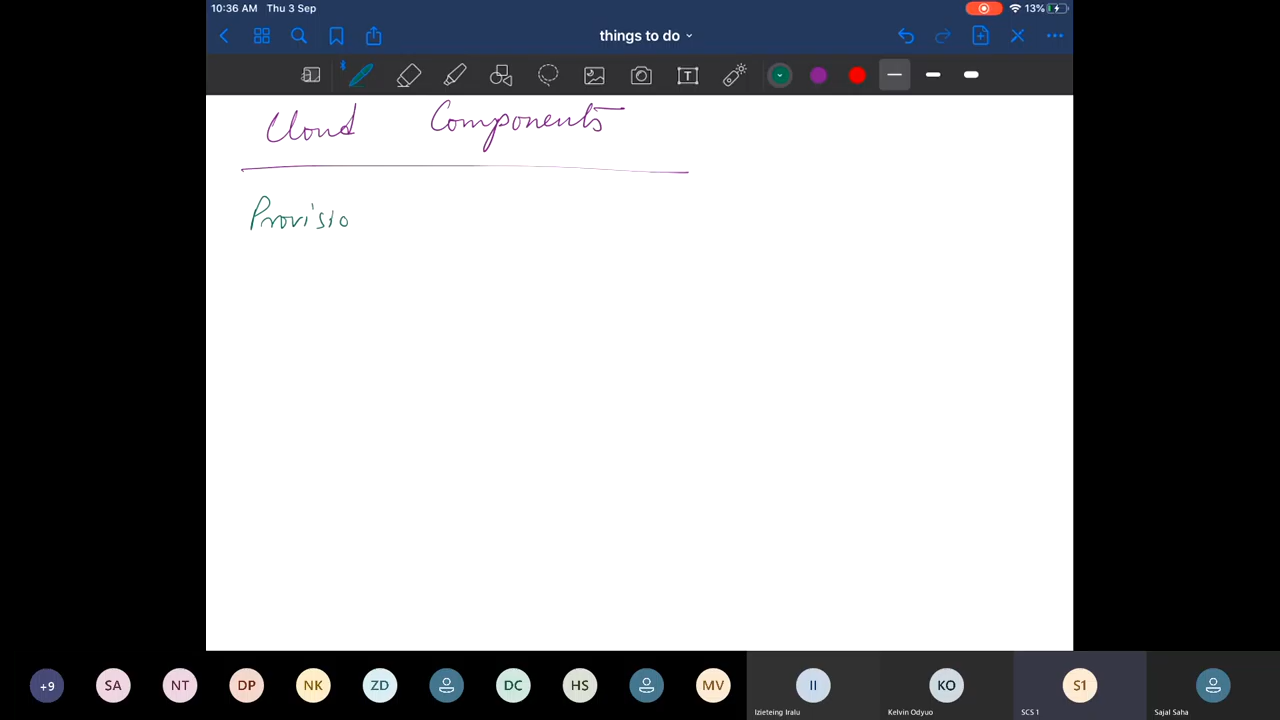 10:36 AM Thu 3 Sep
13%
things to do
T
Cloud Components
Provisio
+9
SA
NT
DP
NK
ZD
DC
HS
MV
II
KO
S1
Izieteing Iralu
Kelvin Odyuo
SCS 1
Sajal Saha